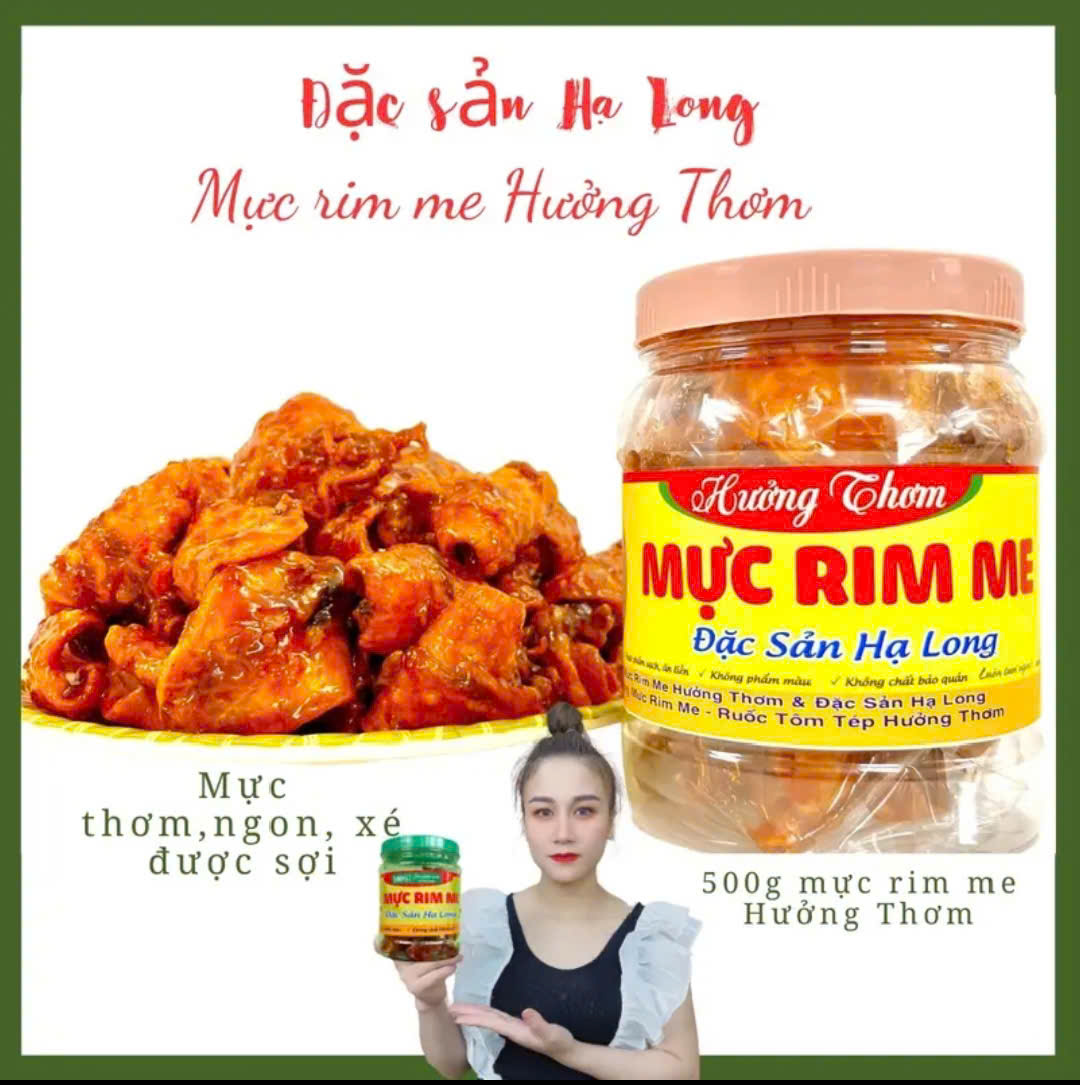 Đặc sản Hạ Long
Mực rim me Hưởng Thơm
Hưởng Thơm
MỰC RIM ME
Đặc Sản Hạ Long
sạch, ăn liền ✓ Không phẩm màu ✓ Không chất bảo quản
Rim Me Hưởng Thơm & Đặc Sản Hạ Long
Mực Rim Me - Ruốc Tôm Tép Hưởng Thơm
Mực
thơm,ngon, xé
được sợi
MỰC RIM ME
Đặc Sản Hạ Long
500g mực rim me
Hưởng Thơm